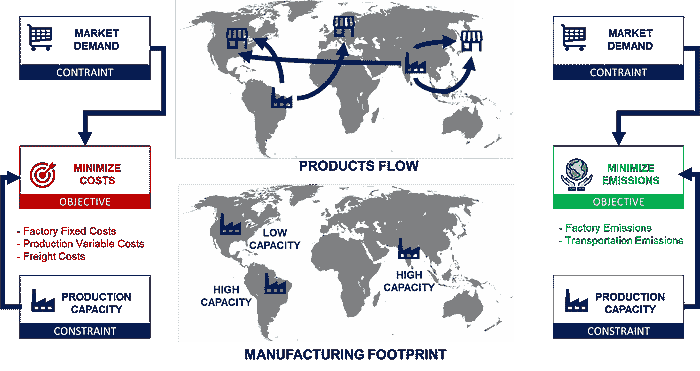 MARKET
DEMAND
CONTRAINT
MINIMIZE
COSTS
OBJECTIVE
- Factory Fixed Costs
- Production Variable Costs
- Freight Costs
PRODUCTION
CAPACITY
CONSTRAINT
PRODUCTS FLOW
LOW
CAPACITY
HIGH
CAPACITY
HIGH
CAPACITY
MANUFACTURING FOOTPRINT
MARKET
DEMAND
CONTRAINT
MINIMIZE
EMISSIONS
OBJECTIVE
- Factory Emissions
- Transportation Emissions
PRODUCTION
CAPACITY
CONSTRAINT